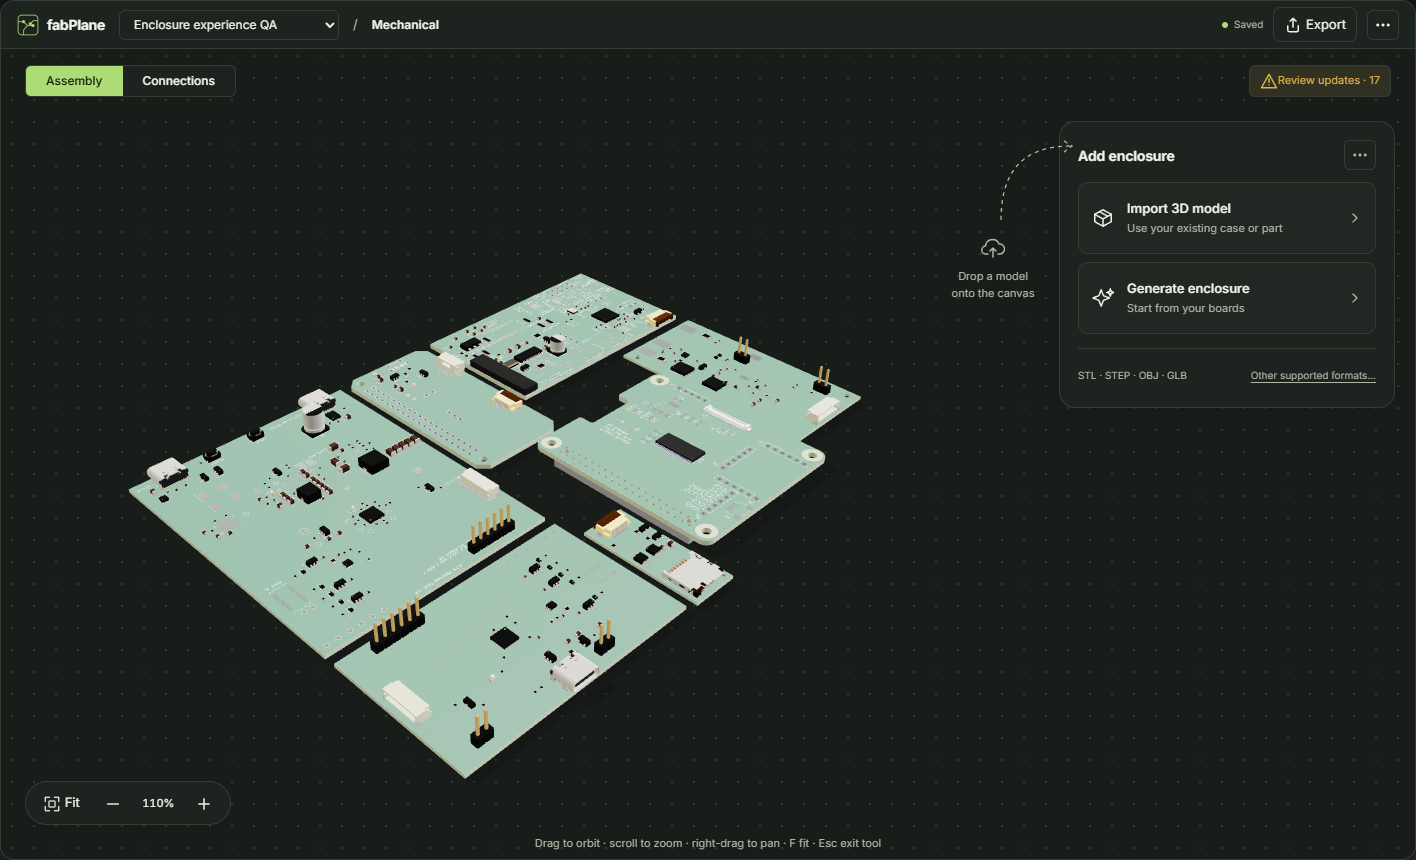 fabPlane
Enclosure experience QA
/
Mechanical
Saved
Export
Assembly
Connections
Review updates · 17
Add enclosure
Import 3D model
Use your existing case or part
Generate enclosure
Start from your boards
STL · STEP · OBJ · GLB
Other supported formats...
Drop a model
onto the canvas
Fit
110%
Drag to orbit · scroll to zoom · right-drag to pan · F fit · Esc exit tool